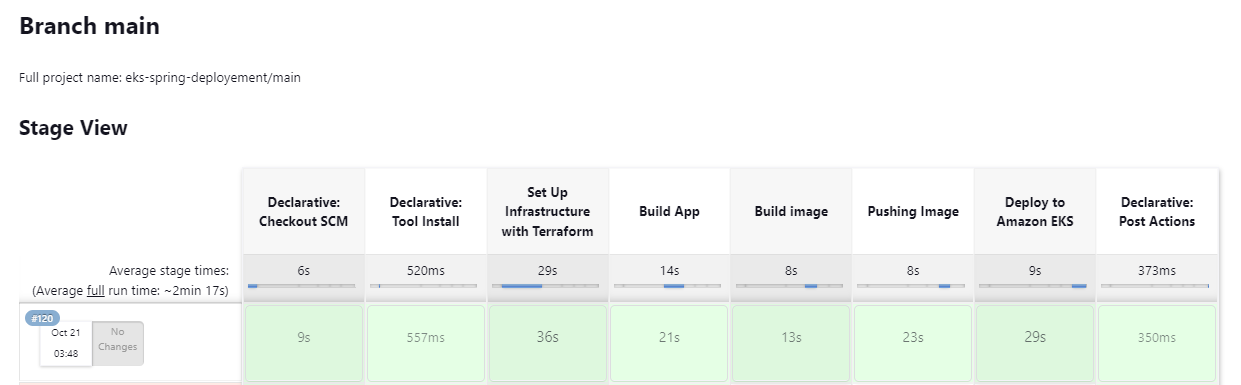 Branch main
Full project name: eks-spring-deployement/main
Stage View
Declarative:
Checkout SCM
Declarative:
Tool Install
Set Up
Infrastructure
with Terraform
Build App
Build image
Pushing Image
Deploy to
Amazon EKS
Declarative:
Post Actions
Average stage times:
(Average full run time: ~2min 17s)
6s
520ms
29s
14s
8s
8s
9s
373ms
#120
Oct 21
03:48
No
Changes
9s
557ms
36s
21s
13s
23s
29s
350ms